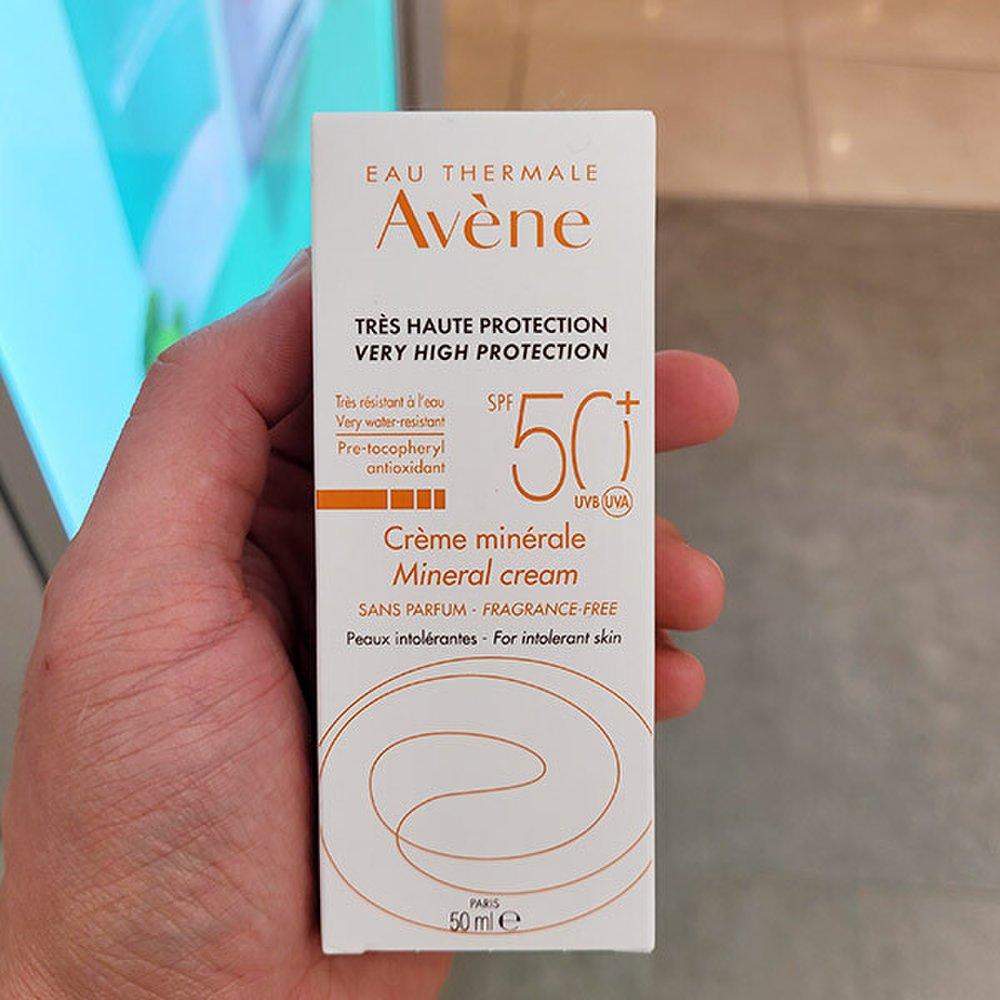 EAU THERMALE
Avène
TRÈS HAUTE PROTECTION
VERY HIGH PROTECTION
Très résistant à l'eau
Very water-resistant
Pre-tocopheryl
antioxidant
SPF 50+
UVB UVA
Crème minérale
Mineral cream
SANS PARFUM - FRAGRANCE-FREE
Peaux intolérantes - For intolerant skin
PARIS
50 ml ℮